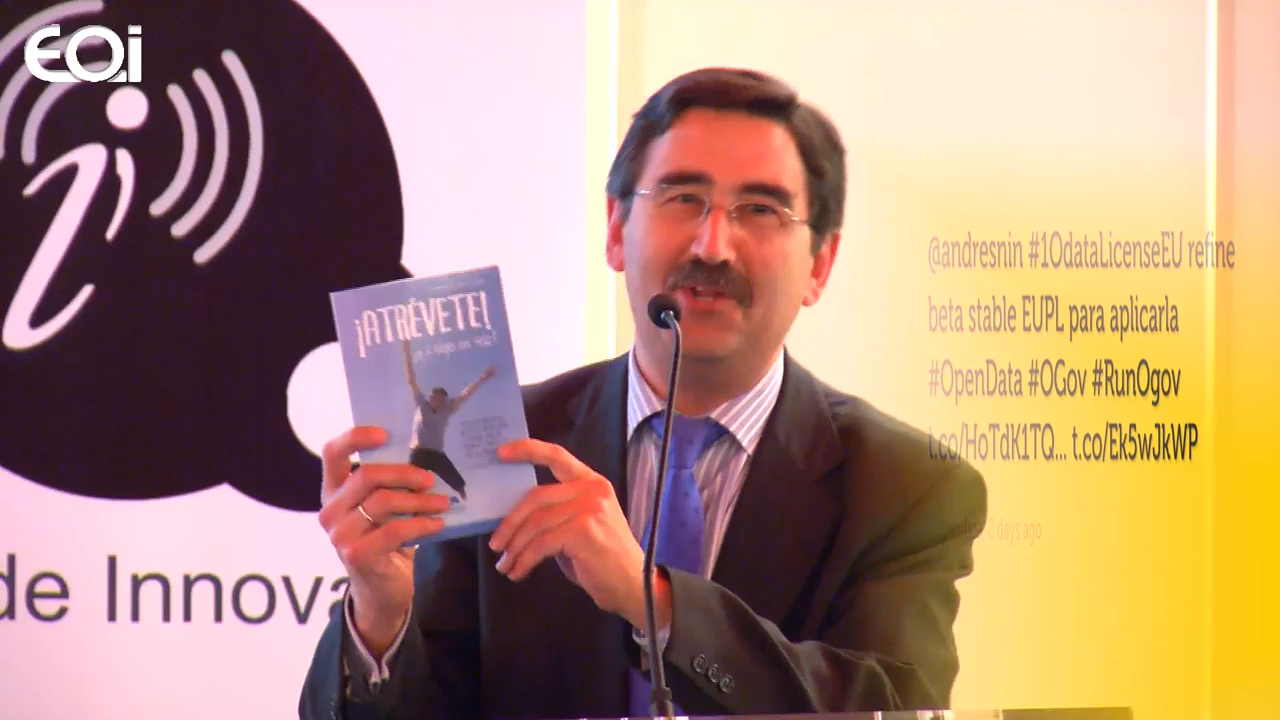 EOi
¡ATRÉVETE!
de Innova
@andresnin #1OdataLicenseEU refine
beta stable EUPL para aplicarla
#OpenData #OGov #RunOgov
t.co/HoTdK1TQ... t.co/Ek5wJkWP
days ago